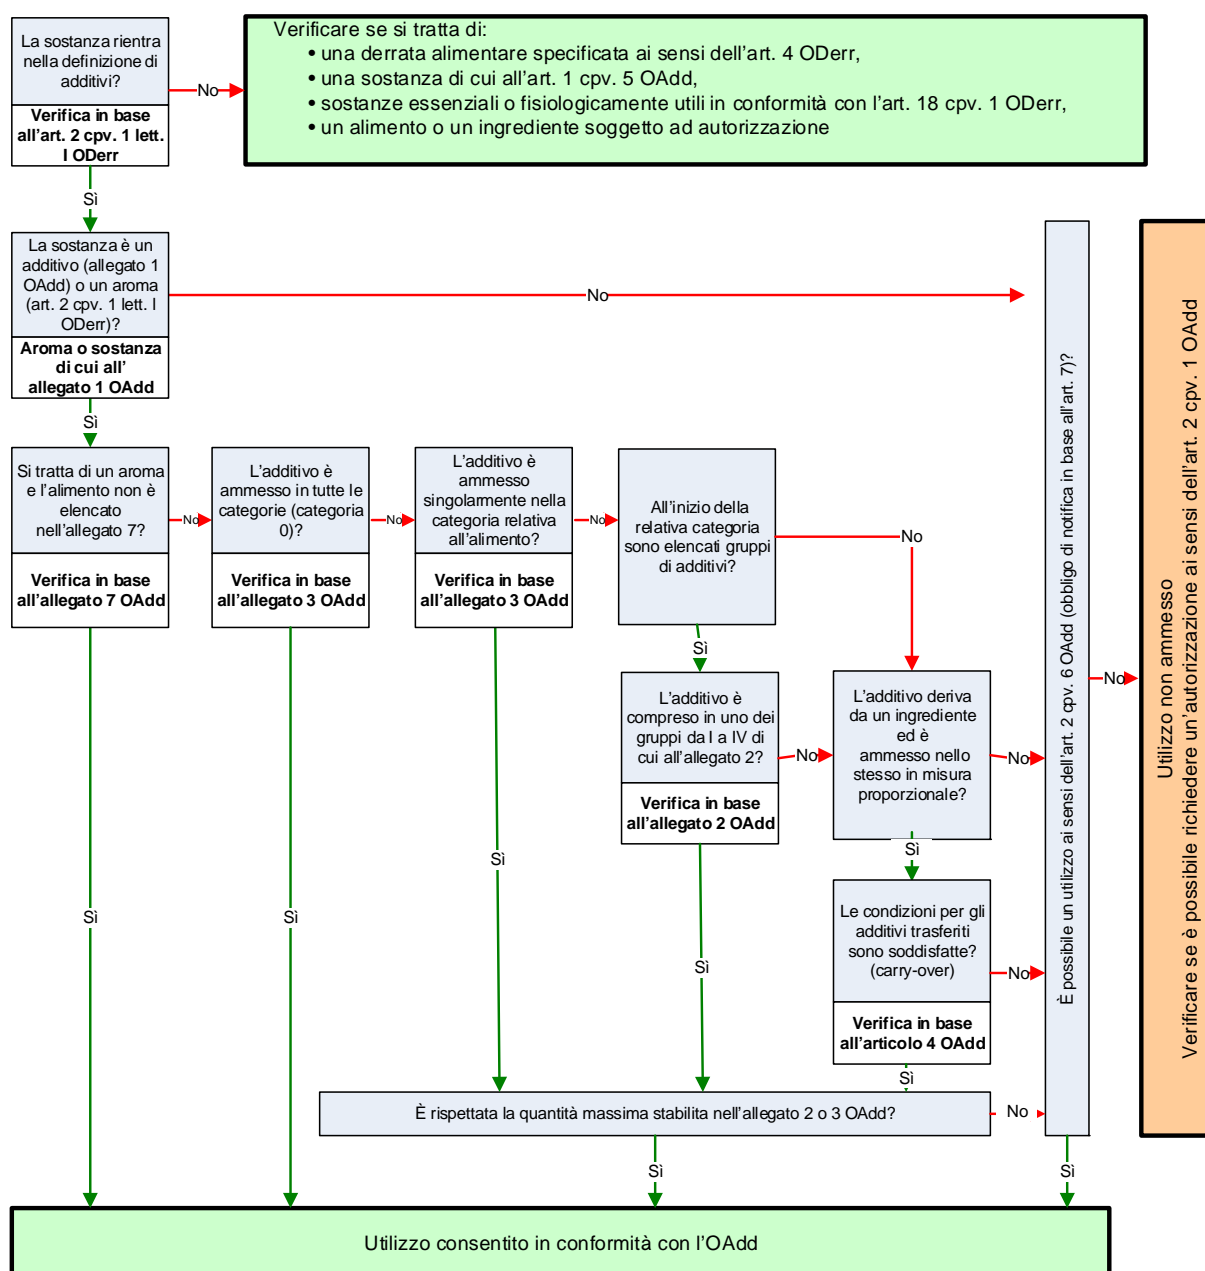 La sostanza rientra
nella definizione di
additivi?
Verifica in base
all'art. 2 cpv. 1 lett.
l ODerr
No
Verificare se si tratta di:
• una derrata alimentare specificata ai sensi dell'art. 4 ODerr,
• una sostanza di cui all'art. 1 cpv. 5 OAdd,
• sostanze essenziali o fisiologicamente utili in conformità con l'art. 18 cpv. 1 ODerr,
• un alimento o un ingrediente soggetto ad autorizzazione
Sì
La sostanza è un
additivo (allegato 1
OAdd) o un aroma
(art. 2 cpv. 1 lett. l
ODerr)?
Aroma o sostanza
di cui all'
allegato 1 OAdd
No
Sì
Si tratta di un aroma
e l'alimento non è
elencato
nell'allegato 7?
Verifica in base
all'allegato 7 OAdd
No
L'additivo è
ammesso in tutte le
categorie (categoria
0)?
Verifica in base
all'allegato 3 OAdd
No
L'additivo è
ammesso
singolarmente nella
categoria relativa
all'alimento?
Verifica in base
all'allegato 3 OAdd
No
All'inizio della
relativa categoria
sono elencati gruppi
di additivi?
No
Sì
L'additivo è
compreso in uno dei
gruppi da I a IV di
cui all'allegato 2?
Verifica in base
all'allegato 2 OAdd
No
L'additivo deriva
da un ingrediente
ed è
ammesso nello
stesso in misura
proporzionale?
No
Sì
Le condizioni per gli
additivi trasferiti
sono soddisfatte?
(carry-over)
Verifica in base
all'articolo 4 OAdd
No
Sì
Sì
Sì
Sì
Sì
È rispettata la quantità massima stabilita nell'allegato 2 o 3 OAdd?
No
Sì
È possibile un utilizzo ai sensi dell'art. 2 cpv. 6 OAdd (obbligo di notifica in base all'art. 7)?
No
Sì
Utilizzo non ammesso
Verificare se è possibile richiedere un'autorizzazione ai sensi dell'art. 2 cpv. 1 OAdd
Utilizzo consentito in conformità con l'OAdd